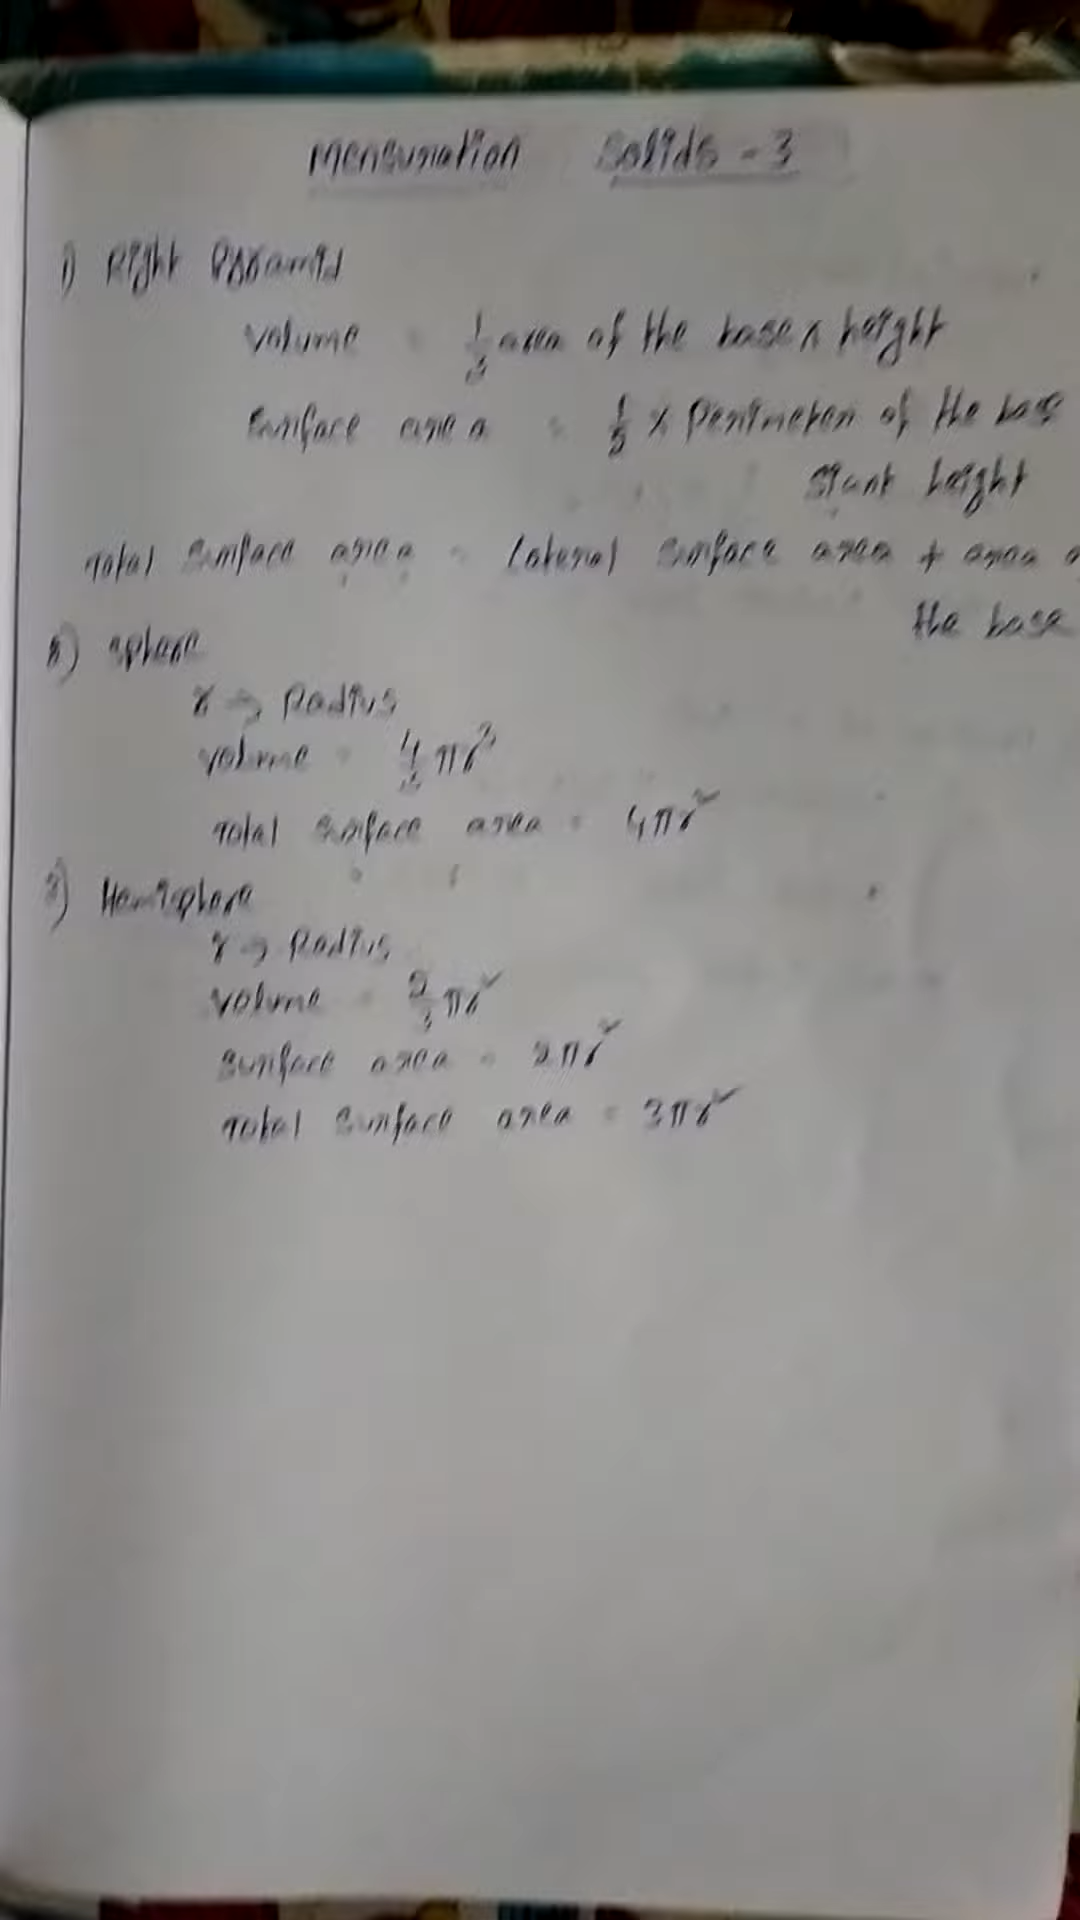 Mensuration Solids - 3
1) Right Pyramid
Volume = 1/3 area of the base x height
Surface area = 1/2 x Perimeter of the base
slant height
Total Surface area = Lateral Surface area + area
the base
2) Sphere
r → Radius
Volume = 4/3 πr³
Total Surface area = 4πr²
3) Hemisphere
r → Radius
Volume = 2/3 πr²
Surface area = 2πr²
Total Surface area = 3πr²